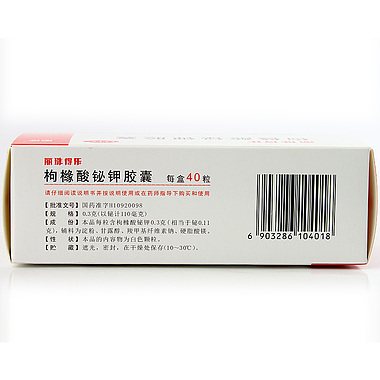 丽珠得乐
枸橼酸铋钾胶囊 每盒40粒
请仔细阅读说明书并按说明使用或在药师指导下购买和使用
【批准文号】国药准字H10920098
【规 格】0.3克(以铋计110毫克)
【成 份】本品每粒含枸橼酸铋钾0.3克(相当于铋0.11
克),辅料为淀粉、甘露醇、羧甲基纤维素钠、硬脂酸镁。
【性 状】本品的内容物为白色颗粒。
【贮 藏】遮光,密封,在干燥处保存(10~30℃)。
6 903286 104018